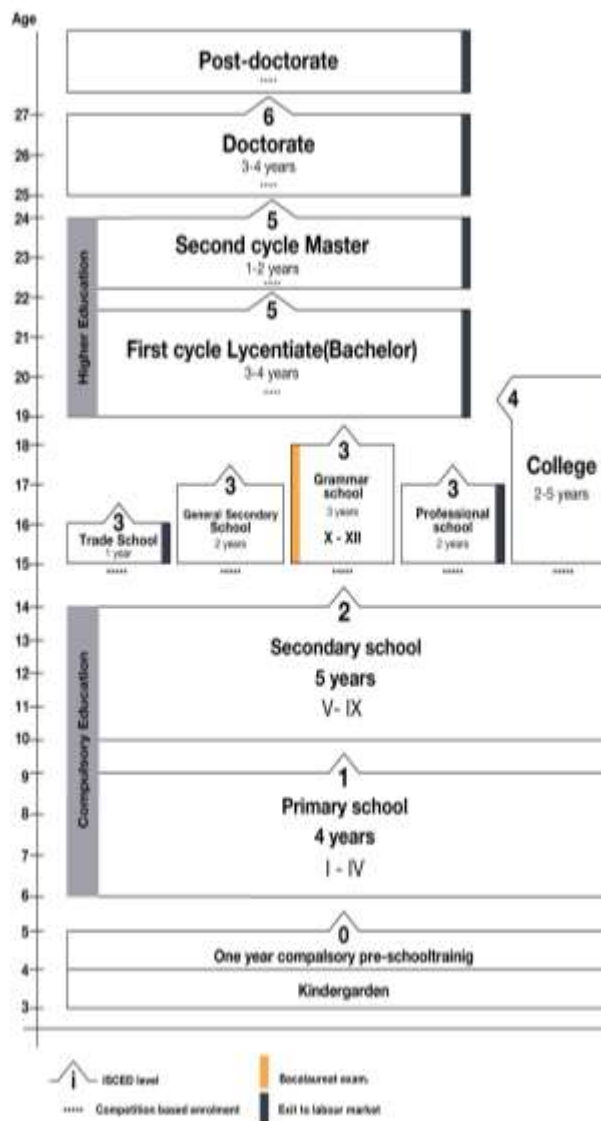 Age
Post-doctorate
27
6
Doctorate
26
3-4 years
25
24
5
Second cycle Master
23
1-2 years
22
5
21
First cycle Lycentiate(Bachelor)
3-4 years
20
19
Higher Education
4
College
2-5 years
18
3
Grammar
school
3 years
X - XII
17
3
General Secondary
School
2 years
3
Professional
school
2 years
16
3
Trade School
1 year
15
14
2
13
Secondary school
12
5 years
11
V- IX
10
9
1
Primary school
8
4 years
7
I - IV
6
Compulsory Education
5
0
One year compalsory pre-schooltrainig
4
Kindergarden
3
i
ISCED level
Bacalaureat exam.
Competition based enrolment
Exit to labour market